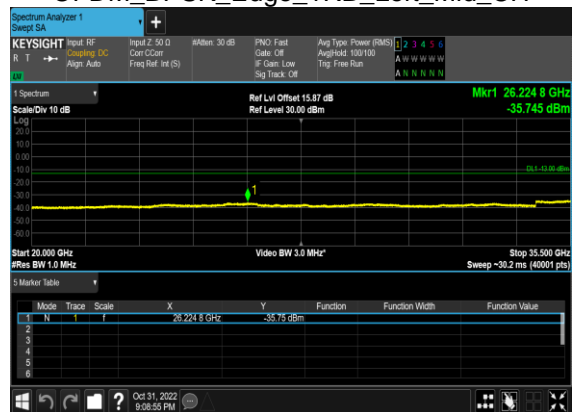 Spectrum Analyzer 1
Swept SA
KEYSIGHT Input: RF Input Z: 50 Ω #Atten: 30 dB PNO: Fast Avg Type: Power (RMS) 1 2 3 4 5 6
R T Coupling: DC Corr CCorr Gate: Off Avg|Hold: 100/100 A W W W W W
Align: Auto Freq Ref: Int (S) IF Gain: Low Trig: Free Run
LW Sig Track: Off A N N N N N
1 Spectrum Ref Lvl Offset 15.87 dB Mkr1 26.224 8 GHz
Scale/Div 10 dB Ref Level 30.00 dBm -35.745 dBm
Log
20.0
10.0
0.00
-10.0 DL1 -13.00 dBm
-20.0
-30.0 1
-40.0
-50.0
-60.0
Start 20.000 GHz Video BW 3.0 MHz* Stop 35.500 GHz
#Res BW 1.0 MHz Sweep ~30.2 ms (40001 pts)
5 Marker Table
Mode Trace Scale X Y Function Function Width Function Value
1 N 1 f 26.224 8 GHz -35.75 dBm
2
3
4
5
6
? Oct 31, 2022
9:08:55 PM